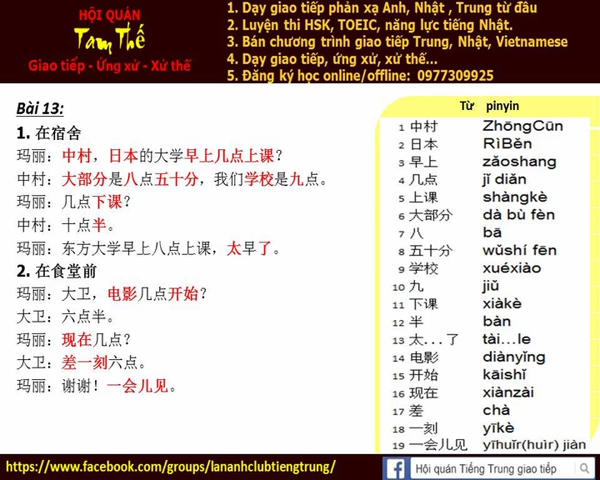 HỘI QUÁN
Tam Thế
Giao tiếp - Ứng xử - Xử thế
1. Dạy giao tiếp phản xạ Anh, Nhật , Trung từ đầu
2. Luyện thi HSK, TOEIC, năng lực tiếng Nhật.
3. Bán chương trình giao tiếp Trung, Nhật, Vietnamese
4. Dạy giao tiếp, ứng xử, xử thế...
5. Đăng ký học online/offline: 0977309925
Bài 13:
1. 在宿舍
玛丽：中村，日本的大学早上几点上课？
中村：大部分是八点五十分，我们学校是九点。
玛丽：几点下课？
中村：十点半。
玛丽：东方大学早上八点上课，太早了。
2. 在食堂前
玛丽：大卫，电影几点开始？
大卫：六点半。
玛丽：现在几点？
大卫：差一刻六点。
玛丽：谢谢！一会儿见。
Từ pinyin
1 中村 ZhōngCūn
2 日本 RìBěn
3 早上 zǎoshang
4 几点 jǐ diǎn
5 上课 shàngkè
6 大部分 dà bù fèn
7 八 bā
8 五十分 wǔshí fēn
9 学校 xuéxiào
10 九 jiǔ
11 下课 xiàkè
12 半 bàn
13 太...了 tài...le
14 电影 diànyǐng
15 开始 kāishǐ
16 现在 xiànzài
17 差 chà
18 一刻 yīkè
19 一会儿见 yīhuǐr(huìr) jiàn
https://www.facebook.com/groups/lananhclubtiengtrung/
f Hội quán Tiếng Trung giao tiếp